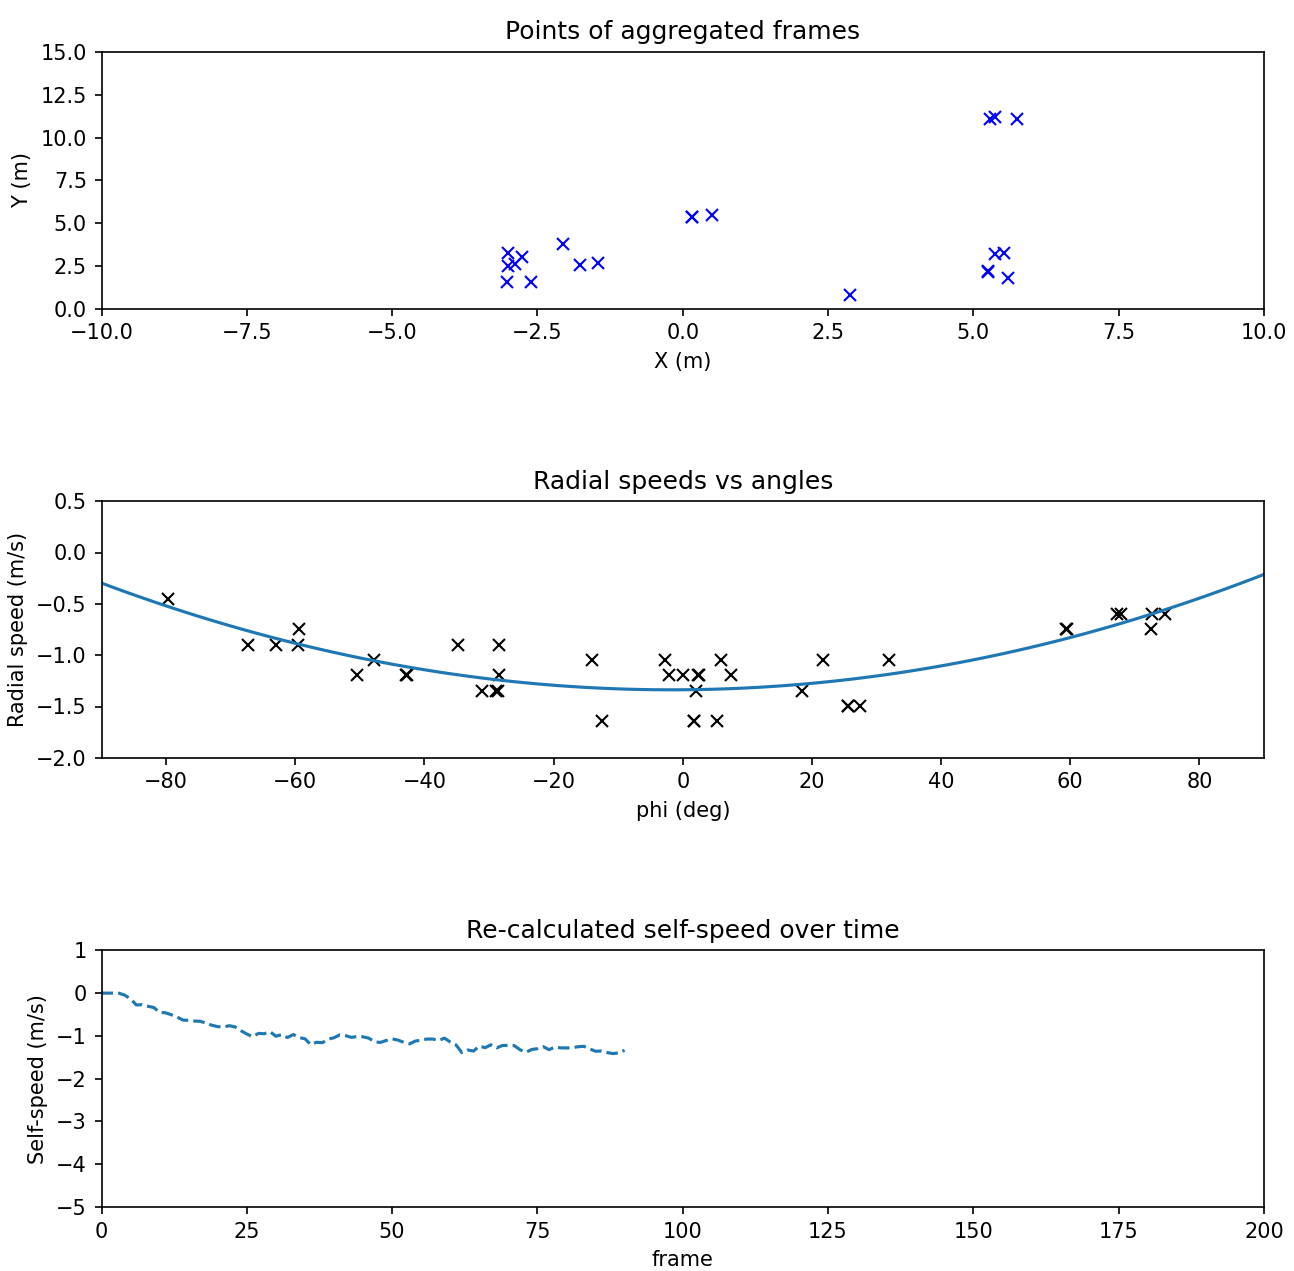 Points of aggregated frames
15.0
12.5
10.0
7.5
5.0
2.5
0.0
Y (m)
−10.0 −7.5 −5.0 −2.5 0.0 2.5 5.0 7.5 10.0
X (m)
Radial speeds vs angles
0.5
0.0
−0.5
−1.0
−1.5
−2.0
Radial speed (m/s)
−80 −60 −40 −20 0 20 40 60 80
phi (deg)
Re-calculated self-speed over time
1
0
−1
−2
−3
−4
−5
Self-speed (m/s)
0 25 50 75 100 125 150 175 200
frame